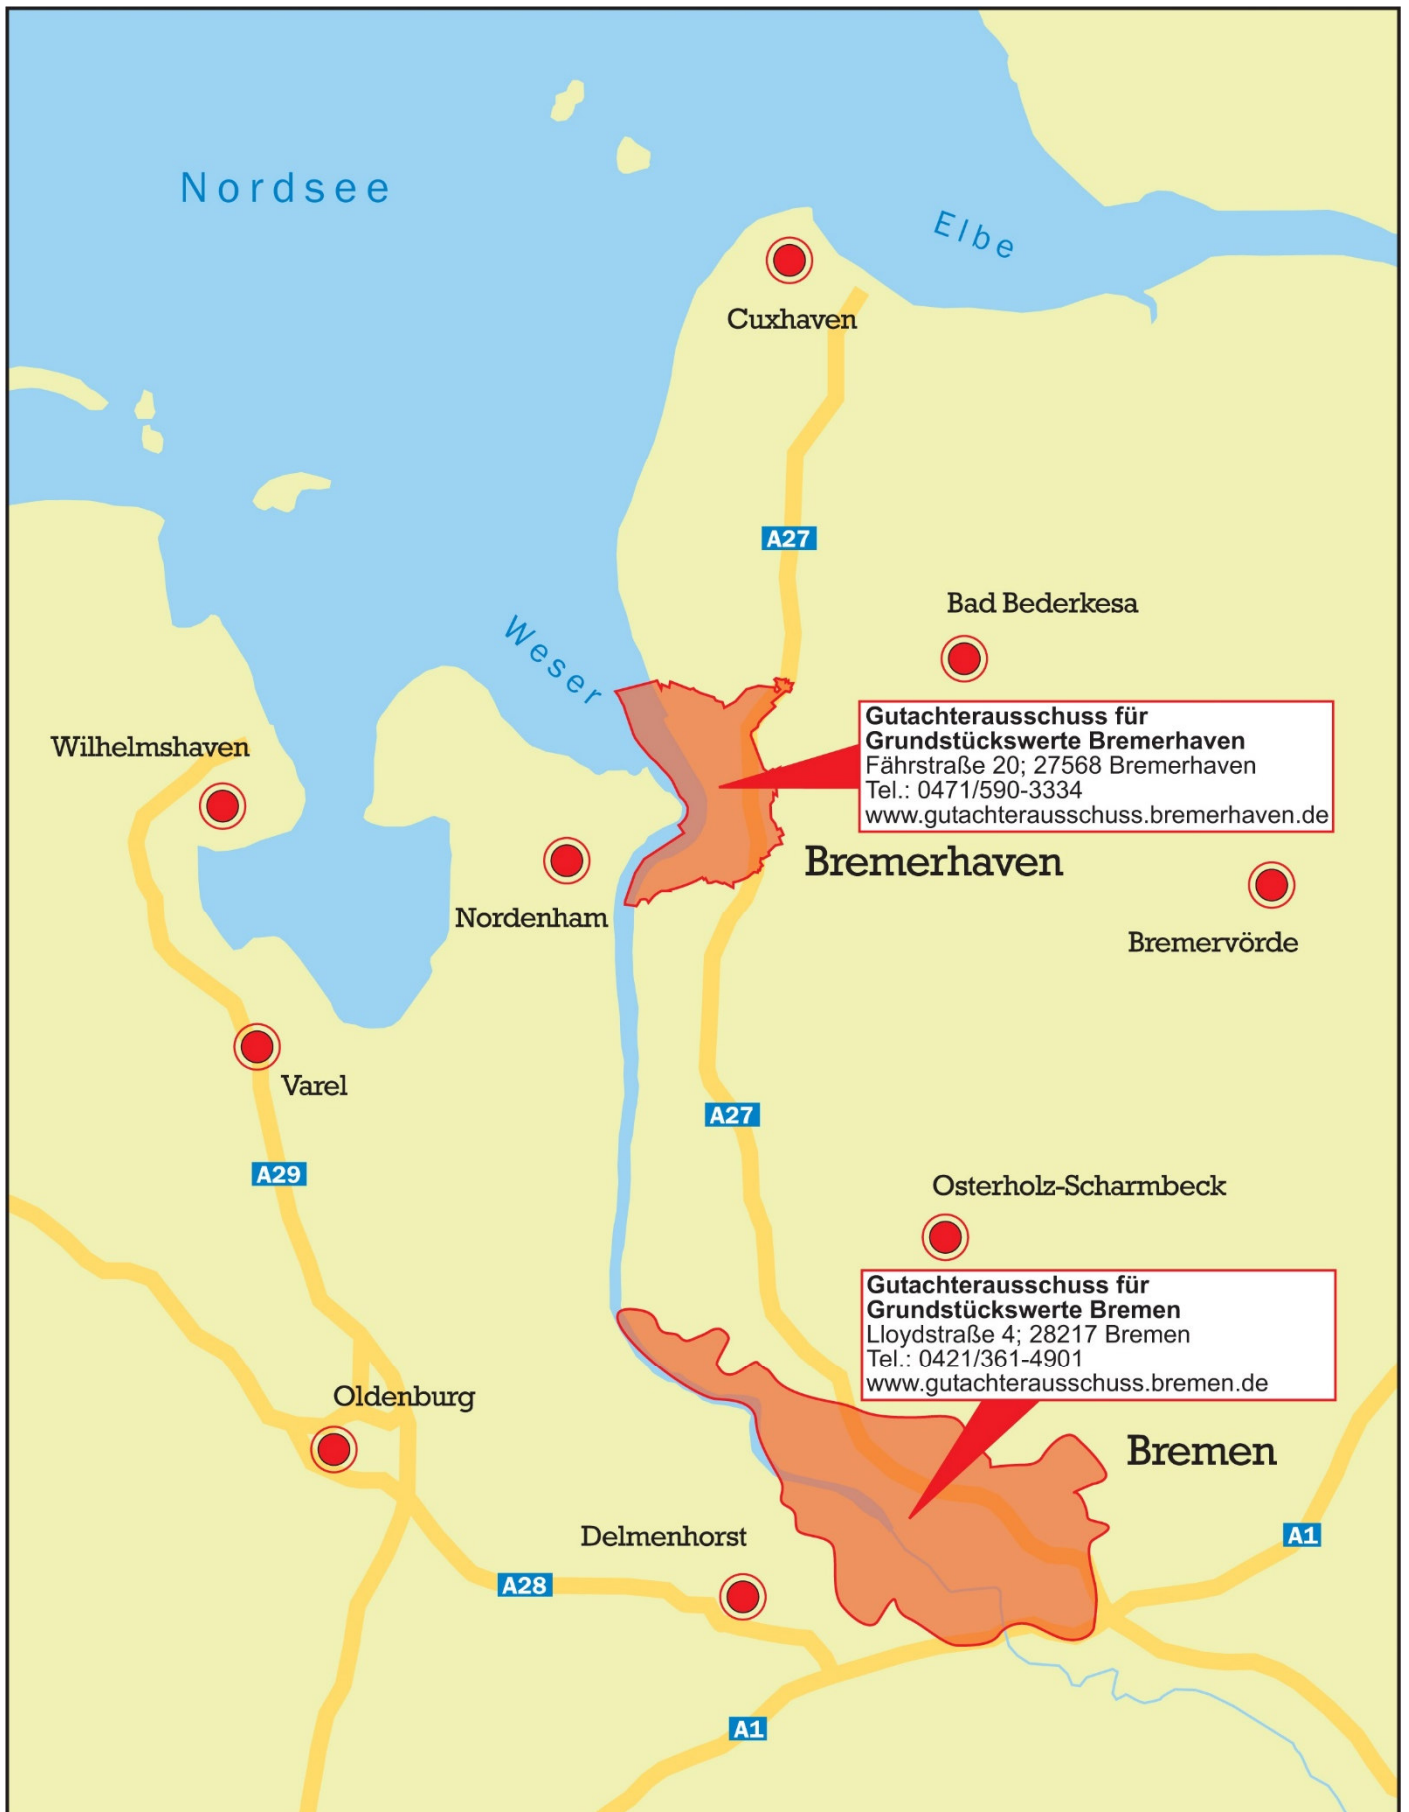 Nordsee
Elbe
Cuxhaven
A27
Bad Bederkesa
Weser
Gutachterausschuss für
Grundstückswerte Bremerhaven
Fährstraße 20; 27568 Bremerhaven
Tel.: 0471/590-3334
www.gutachterausschuss.bremerhaven.de
Wilhelmshaven
Bremerhaven
Nordenham
Bremervörde
Varel
A27
A29
Osterholz-Scharmbeck
Gutachterausschuss für
Grundstückswerte Bremen
Lloydstraße 4; 28217 Bremen
Tel.: 0421/361-4901
www.gutachterausschuss.bremen.de
Oldenburg
Bremen
Delmenhorst
A1
A28
A1